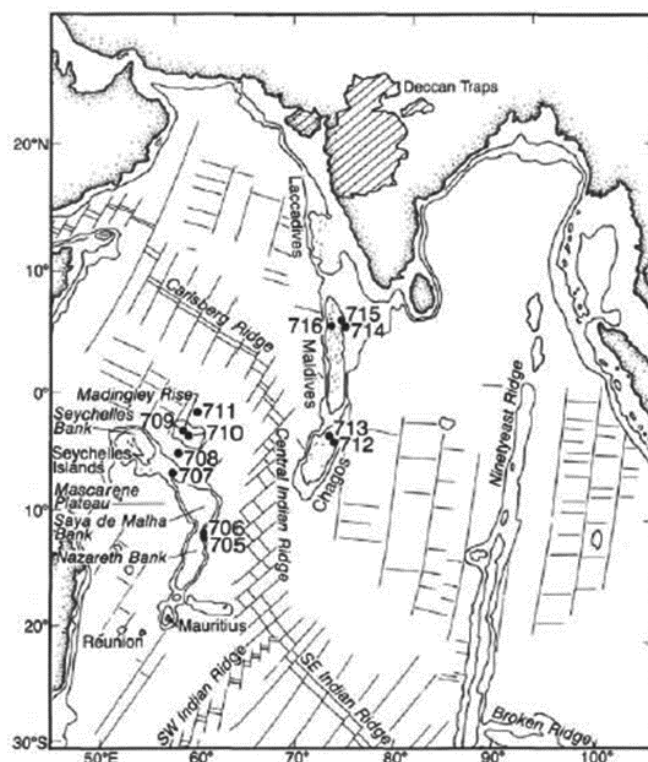 Deccan Traps
20°N
Laccadives
10°
Carlsberg Ridge
715
716
714
Maldives
0°
Madingley Rise
711
Seychelles
Bank
709
710
Seychelles
Islands
708
707
713
712
Chagos
Central Indian Ridge
Ninetyeast Ridge
Mascarene
Plateau
10°
Saya de Malha
Bank
706
705
Nazareth Bank
20°
Mauritius
Réunion
SW Indian Ridge
SE Indian Ridge
Broken Ridge
30°S
50°E
60°
70°
80°
90°
100°